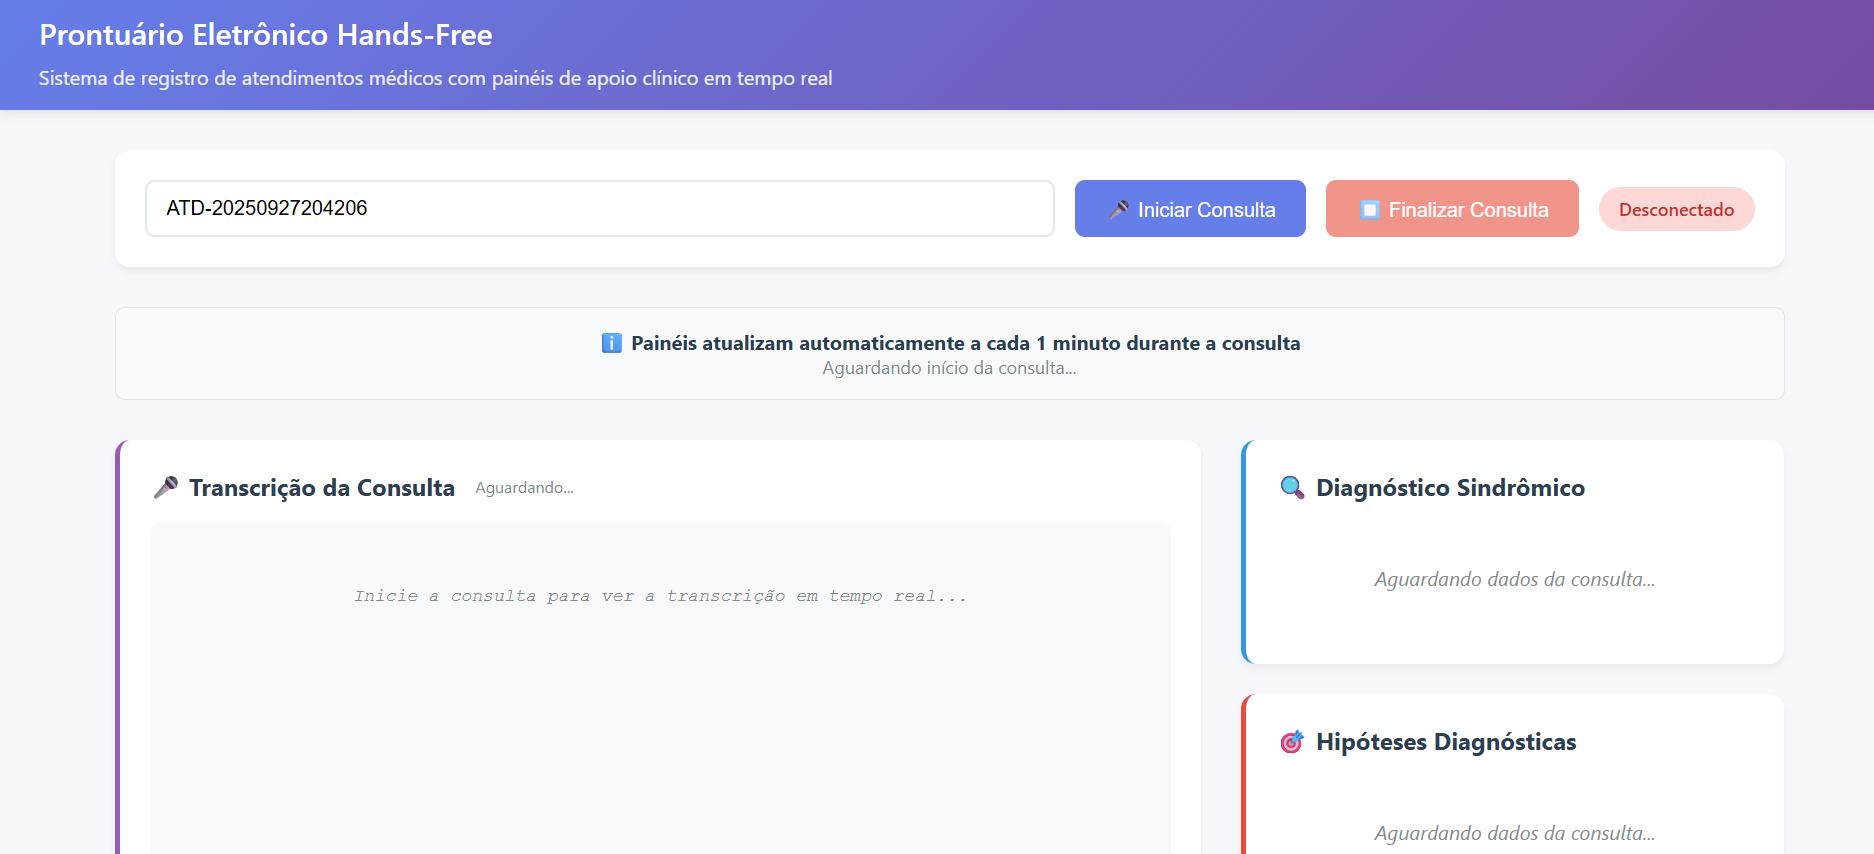 Prontuário Eletrônico Hands-Free
Sistema de registro de atendimentos médicos com painéis de apoio clínico em tempo real
ATD-20250927204206
🎤 Iniciar Consulta
⏹️ Finalizar Consulta
Desconectado
ℹ️ Painéis atualizam automaticamente a cada 1 minuto durante a consulta
Aguardando início da consulta...
🎤 Transcrição da Consulta Aguardando...
Inicie a consulta para ver a transcrição em tempo real...
🔍 Diagnóstico Sindrômico
Aguardando dados da consulta...
🎯 Hipóteses Diagnósticas
Aguardando dados da consulta...